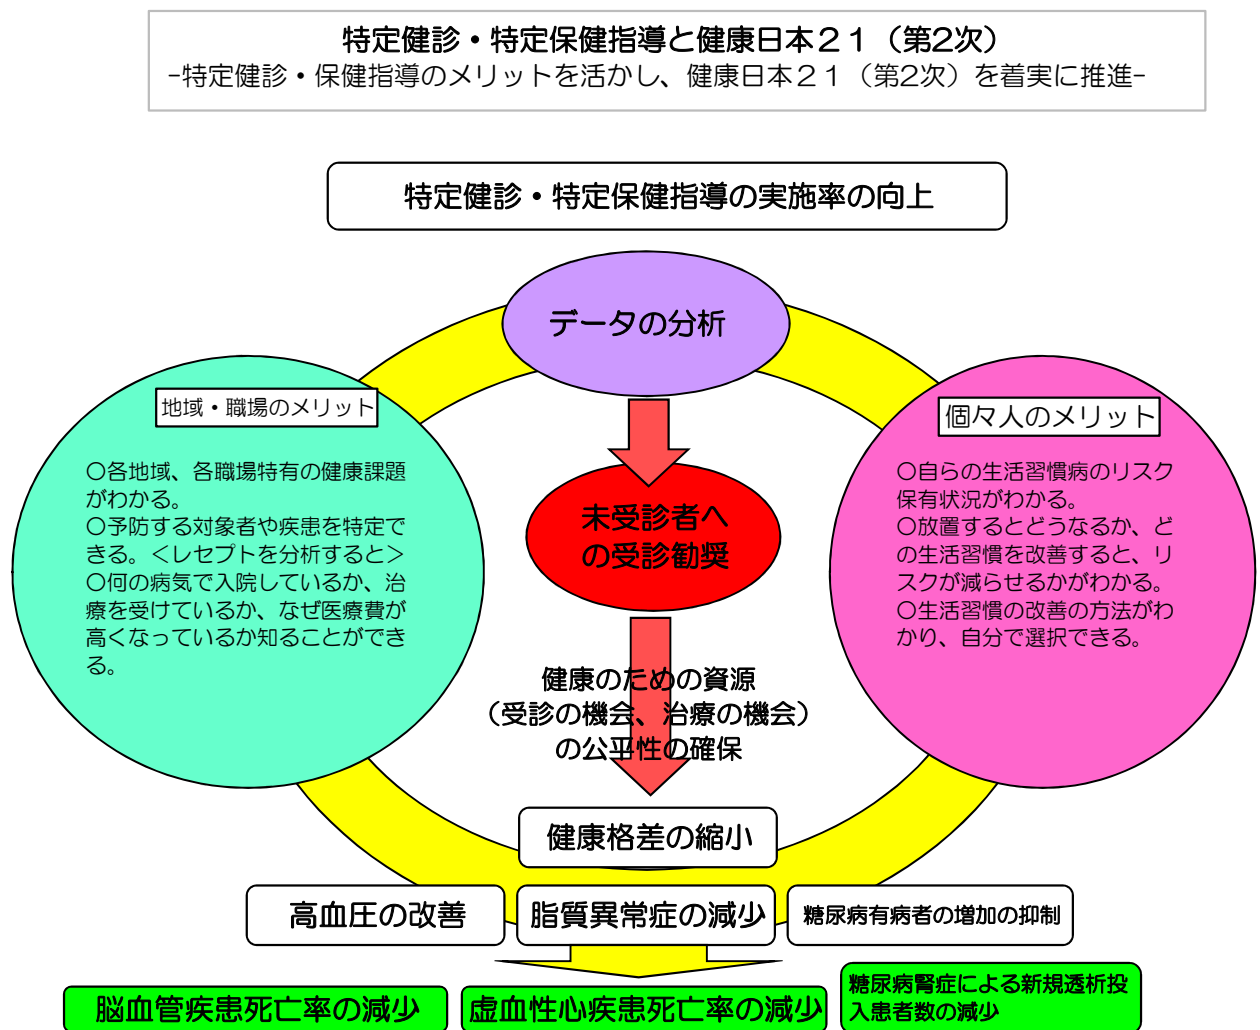 特定健診・特定保健指導と健康日本２１（第2次）
-特定健診・保健指導のメリットを活かし、健康日本２１（第2次）を着実に推進-
特定健診・特定保健指導の実施率の向上
データの分析
地域・職場のメリット
〇各地域、各職場特有の健康課題
がわかる。
〇予防する対象者や疾患を特定で
きる。＜レセプトを分析すると＞
〇何の病気で入院しているか、治
療を受けているか、なぜ医療費が
高くなっているか知ることができ
る。
個々人のメリット
〇自らの生活習慣病のリスク
保有状況がわかる。
〇放置するとどうなるか、ど
の生活習慣を改善すると、リ
スクが減らせるかがわかる。
〇生活習慣の改善の方法がわ
かり、自分で選択できる。
未受診者へ
の受診勧奨
健康のための資源
（受診の機会、治療の機会）
の公平性の確保
健康格差の縮小
高血圧の改善
脂質異常症の減少
糖尿病有病者の増加の抑制
脳血管疾患死亡率の減少
虚血性心疾患死亡率の減少
糖尿病腎症による新規透析投
入患者数の減少